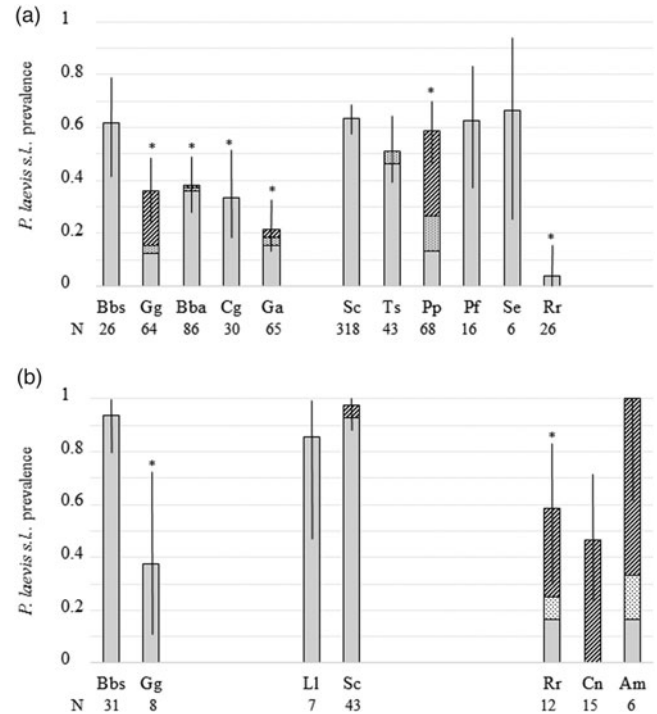 (a)
P. laevis s.l. prevalence
1
0.8
0.6
0.4
0.2
0
* * * * * *
Bbs Gg Bba Cg Ga Sc Ts Pp Pf Se Rr
N 26 64 86 30 65 318 43 68 16 6 26
(b)
P. laevis s.l. prevalence
1
0.8
0.6
0.4
0.2
0
* *
Bbs Gg Ll Sc Rr Cn Am
N 31 8 7 43 12 15 6